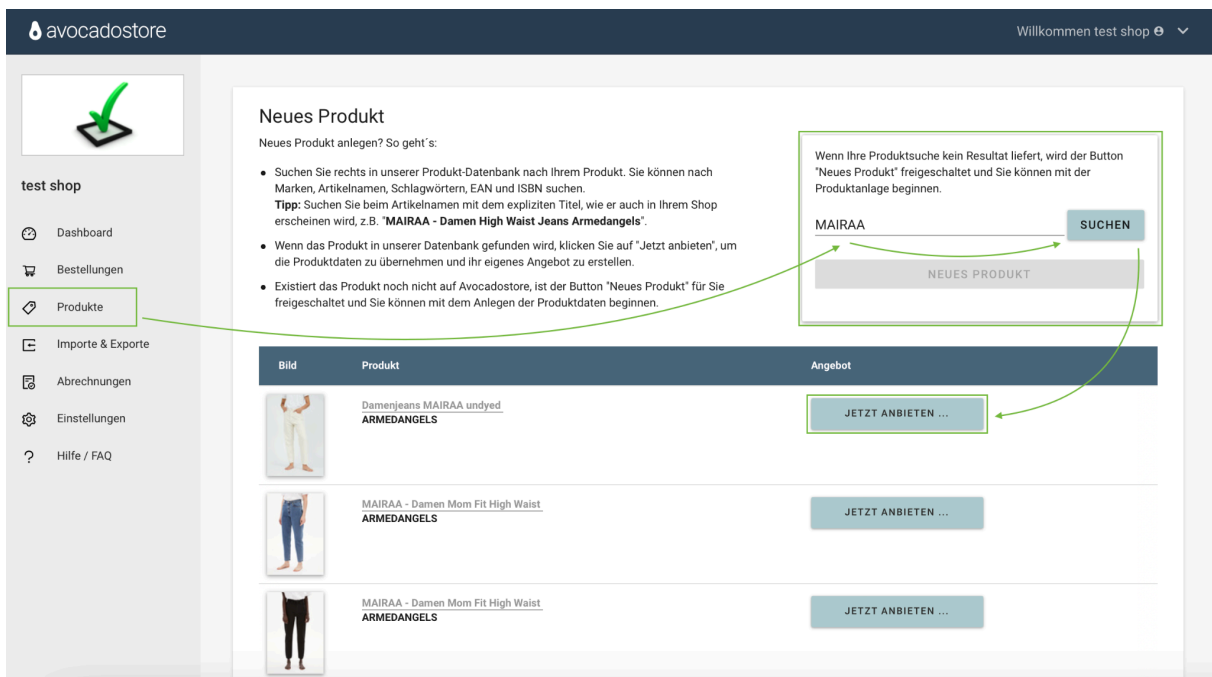 avocadostore
Willkommen test shop
test shop
Dashboard
Bestellungen
Produkte
Importe & Exporte
Abrechnungen
Einstellungen
Hilfe / FAQ
Neues Produkt
Neues Produkt anlegen? So geht´s:
Suchen Sie rechts in unserer Produkt-Datenbank nach Ihrem Produkt. Sie können nach
Marken, Artikelnamen, Schlagwörtern, EAN und ISBN suchen.
Tipp: Suchen Sie beim Artikelnamen mit dem expliziten Titel, wie er auch in Ihrem Shop
erscheinen wird, z.B. "MAIRAA - Damen High Waist Jeans Armedangels".
Wenn das Produkt in unserer Datenbank gefunden wird, klicken Sie auf "Jetzt anbieten", um
die Produktdaten zu übernehmen und ihr eigenes Angebot zu erstellen.
Existiert das Produkt noch nicht auf Avocadostore, ist der Button "Neues Produkt" für Sie
freigeschaltet und Sie können mit dem Anlegen der Produktdaten beginnen.
Wenn Ihre Produktsuche kein Resultat liefert, wird der Button
"Neues Produkt" freigeschaltet und Sie können mit der
Produktanlage beginnen.
MAIRAA SUCHEN
NEUES PRODUKT
Bild Produkt Angebot
Damenjeans MAIRAA undyed
ARMEDANGELS
JETZT ANBIETEN ...
MAIRAA - Damen Mom Fit High Waist
ARMEDANGELS
JETZT ANBIETEN ...
MAIRAA - Damen Mom Fit High Waist
ARMEDANGELS
JETZT ANBIETEN ...